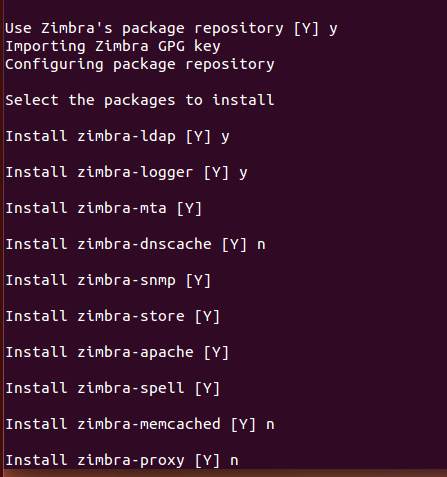 Use Zimbra's package repository [Y] y
Importing Zimbra GPG key
Configuring package repository
Select the packages to install
Install zimbra-ldap [Y] y
Install zimbra-logger [Y] y
Install zimbra-mta [Y]
Install zimbra-dnscache [Y] n
Install zimbra-snmp [Y]
Install zimbra-store [Y]
Install zimbra-apache [Y]
Install zimbra-spell [Y]
Install zimbra-memcached [Y] n
Install zimbra-proxy [Y] n